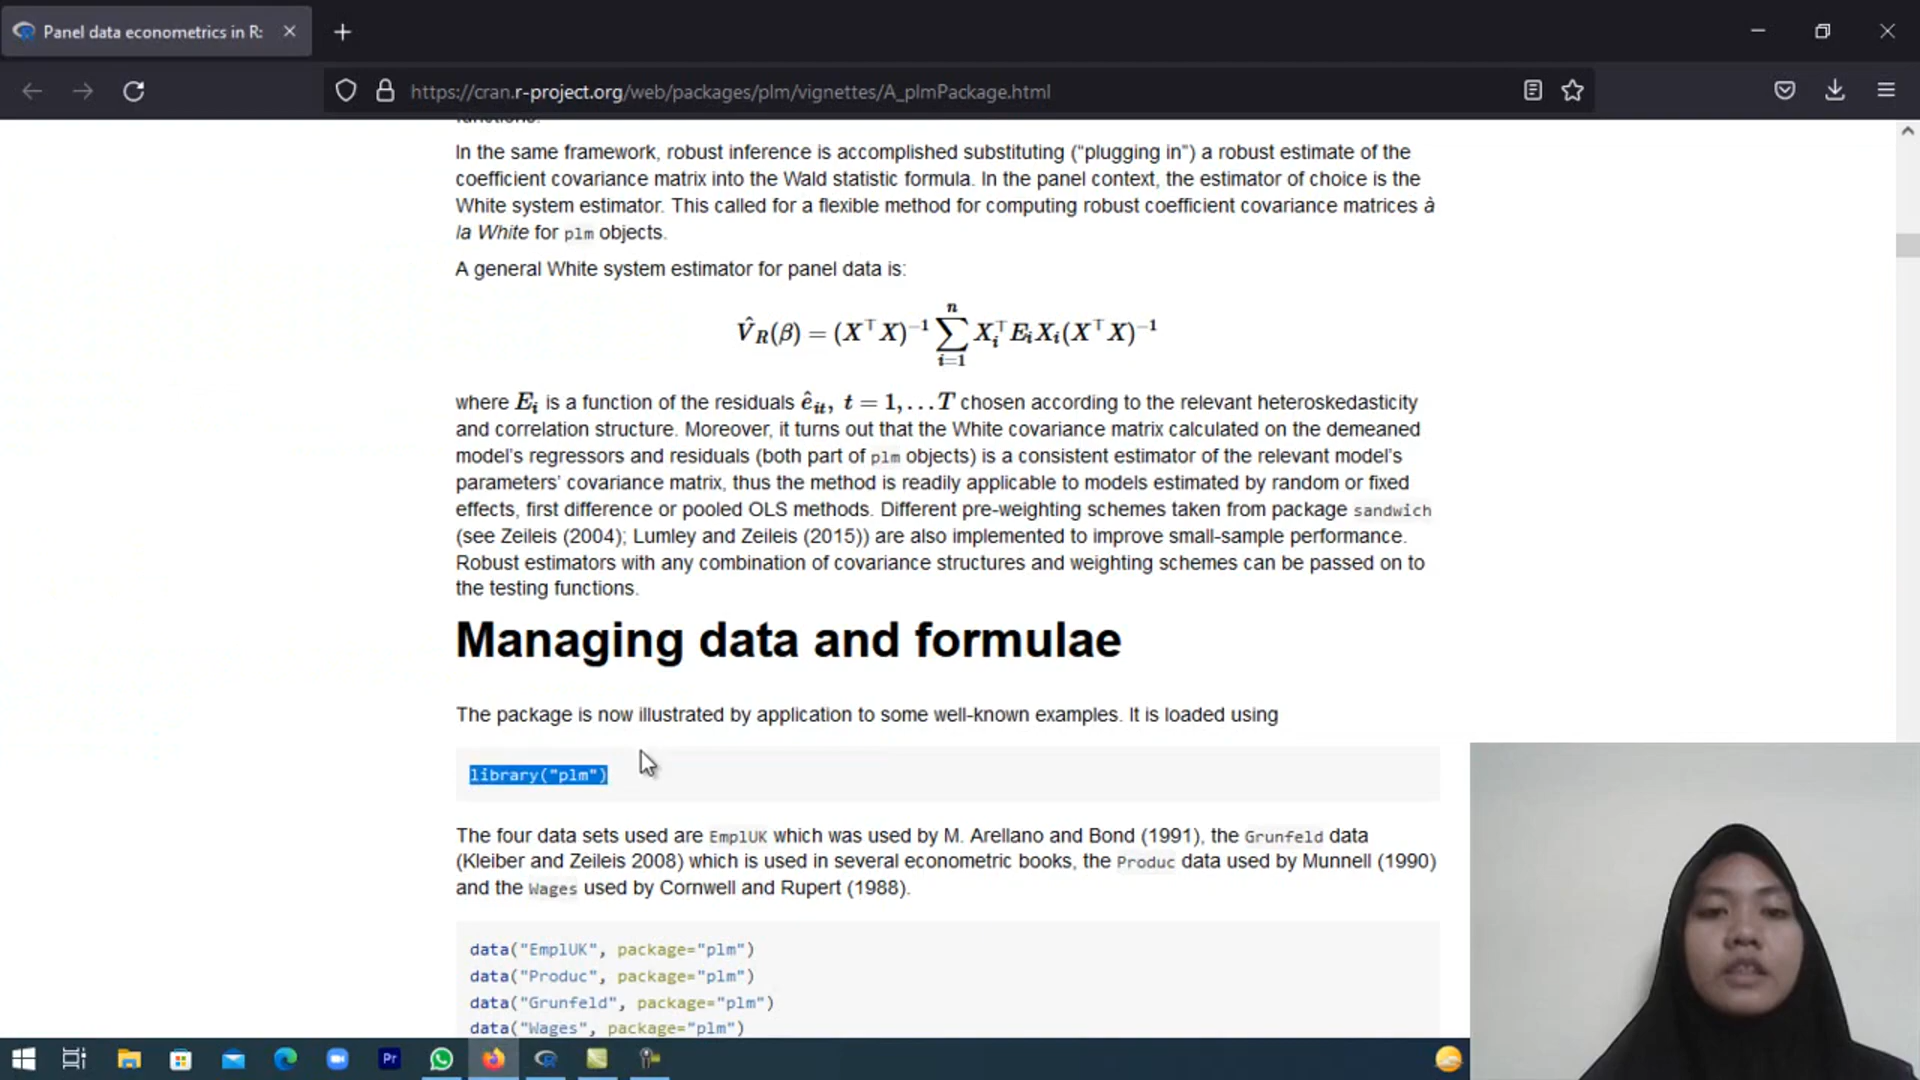 Panel data econometrics in R:
https://cran.r-project.org/web/packages/plm/vignettes/A_plmPackage.html
functions.
In the same framework, robust inference is accomplished substituting (“plugging in”) a robust estimate of the
coefficient covariance matrix into the Wald statistic formula. In the panel context, the estimator of choice is the
White system estimator. This called for a flexible method for computing robust coefficient covariance matrices à
la White for plm objects.
A general White system estimator for panel data is:
V̂_R(β) = (X^⊤X)^−1 ∑_{i=1}^n X_i^⊤E_iX_i(X^⊤X)^−1
where E_i is a function of the residuals ê_it, t = 1,…T chosen according to the relevant heteroskedasticity
and correlation structure. Moreover, it turns out that the White covariance matrix calculated on the demeaned
model’s regressors and residuals (both part of plm objects) is a consistent estimator of the relevant model’s
parameters’ covariance matrix, thus the method is readily applicable to models estimated by random or fixed
effects, first difference or pooled OLS methods. Different pre-weighting schemes taken from package sandwich
(see Zeileis (2004); Lumley and Zeileis (2015)) are also implemented to improve small-sample performance.
Robust estimators with any combination of covariance structures and weighting schemes can be passed on to
the testing functions.
Managing data and formulae
The package is now illustrated by application to some well-known examples. It is loaded using
library("plm")
The four data sets used are EmplUK which was used by M. Arellano and Bond (1991), the Grunfeld data
(Kleiber and Zeileis 2008) which is used in several econometric books, the Produc data used by Munnell (1990)
and the Wages used by Cornwell and Rupert (1988).
data("EmplUK", package="plm")
data("Produc", package="plm")
data("Grunfeld", package="plm")
data("Wages", package="plm")
Pr